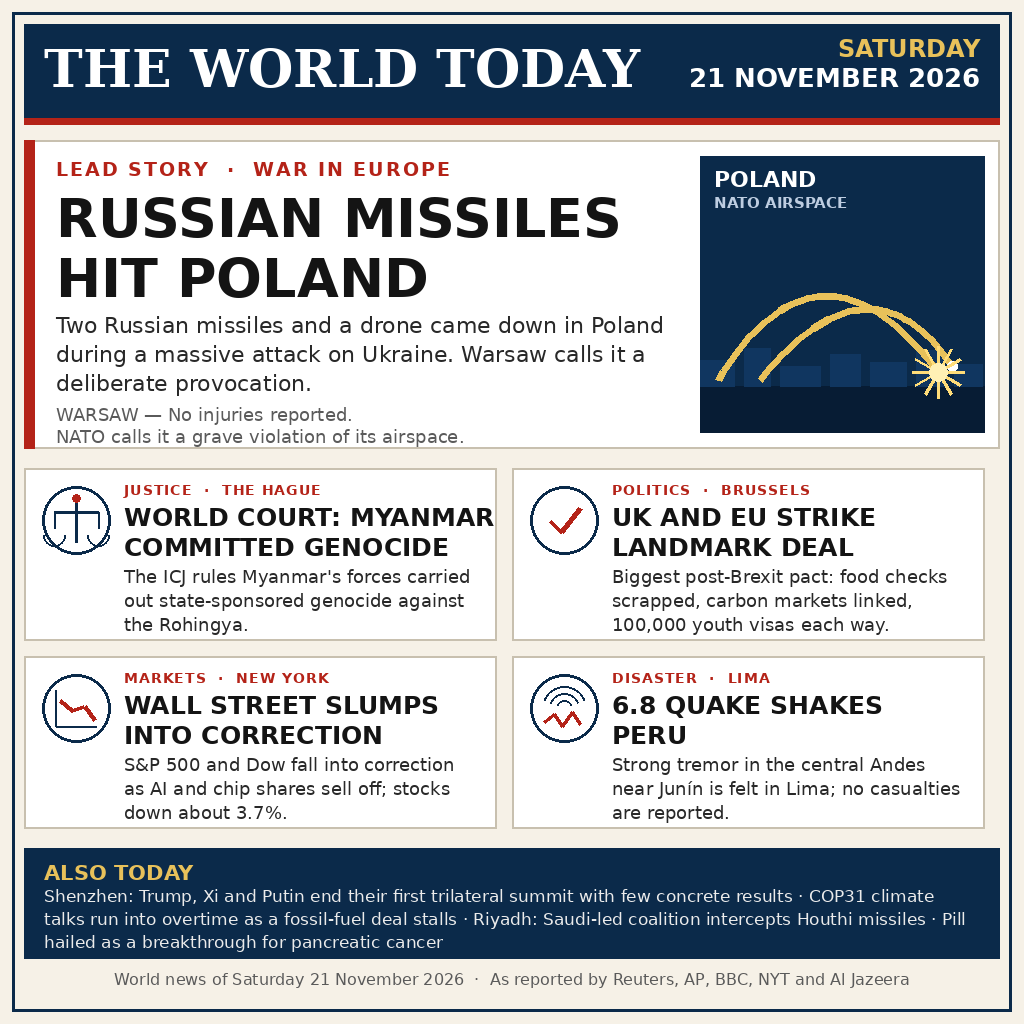 THE WORLD TODAY
SATURDAY
21 NOVEMBER 2026
LEAD STORY · WAR IN EUROPE
RUSSIAN MISSILES
HIT POLAND
Two Russian missiles and a drone came down in Poland
during a massive attack on Ukraine. Warsaw calls it a
deliberate provocation.
WARSAW — No injuries reported.
NATO calls it a grave violation of its airspace.
POLAND
NATO AIRSPACE
JUSTICE · THE HAGUE
WORLD COURT: MYANMAR
COMMITTED GENOCIDE
The ICJ rules Myanmar's forces carried
out state-sponsored genocide against
the Rohingya.
POLITICS · BRUSSELS
UK AND EU STRIKE
LANDMARK DEAL
Biggest post-Brexit pact: food checks
scrapped, carbon markets linked,
100,000 youth visas each way.
MARKETS · NEW YORK
WALL STREET SLUMPS
INTO CORRECTION
S&P 500 and Dow fall into correction
as AI and chip shares sell off; stocks
down about 3.7%.
DISASTER · LIMA
6.8 QUAKE SHAKES
PERU
Strong tremor in the central Andes
near Junín is felt in Lima; no casualties
are reported.
ALSO TODAY
Shenzhen: Trump, Xi and Putin end their first trilateral summit with few concrete results · COP31 climate
talks run into overtime as a fossil-fuel deal stalls · Riyadh: Saudi-led coalition intercepts Houthi missiles · Pill
hailed as a breakthrough for pancreatic cancer
World news of Saturday 21 November 2026 · As reported by Reuters, AP, BBC, NYT and Al Jazeera